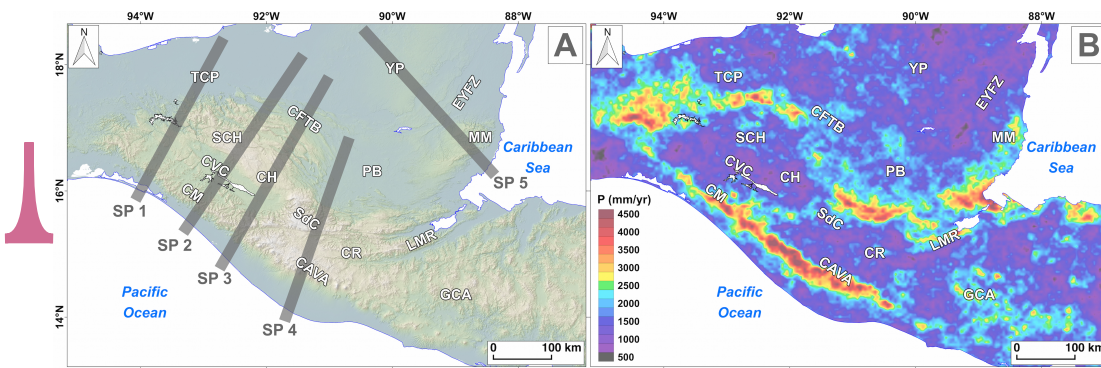 94°W
92°W
90°W
88°W
94°W
92°W
90°W
88°W
N
A
N
B
18°N
16°N
14°N
TCP
YP
EYFZ
CFTB
SCH
MM
Caribbean
Sea
CVC
CH
PB
CM
SP 5
SP 1
SdC
SP 2
LMR
CR
SP 3
CAVA
GCA
Pacific
Ocean
SP 4
0 100 km
TCP
YP
EYFZ
CFTB
SCH
MM
Caribbean
Sea
CVC
CH
PB
CM
SdC
LMR
CR
CAVA
GCA
Pacific
Ocean
P (mm/yr)
4500
4000
3500
3000
2500
2000
1500
1000
500
0 100 km